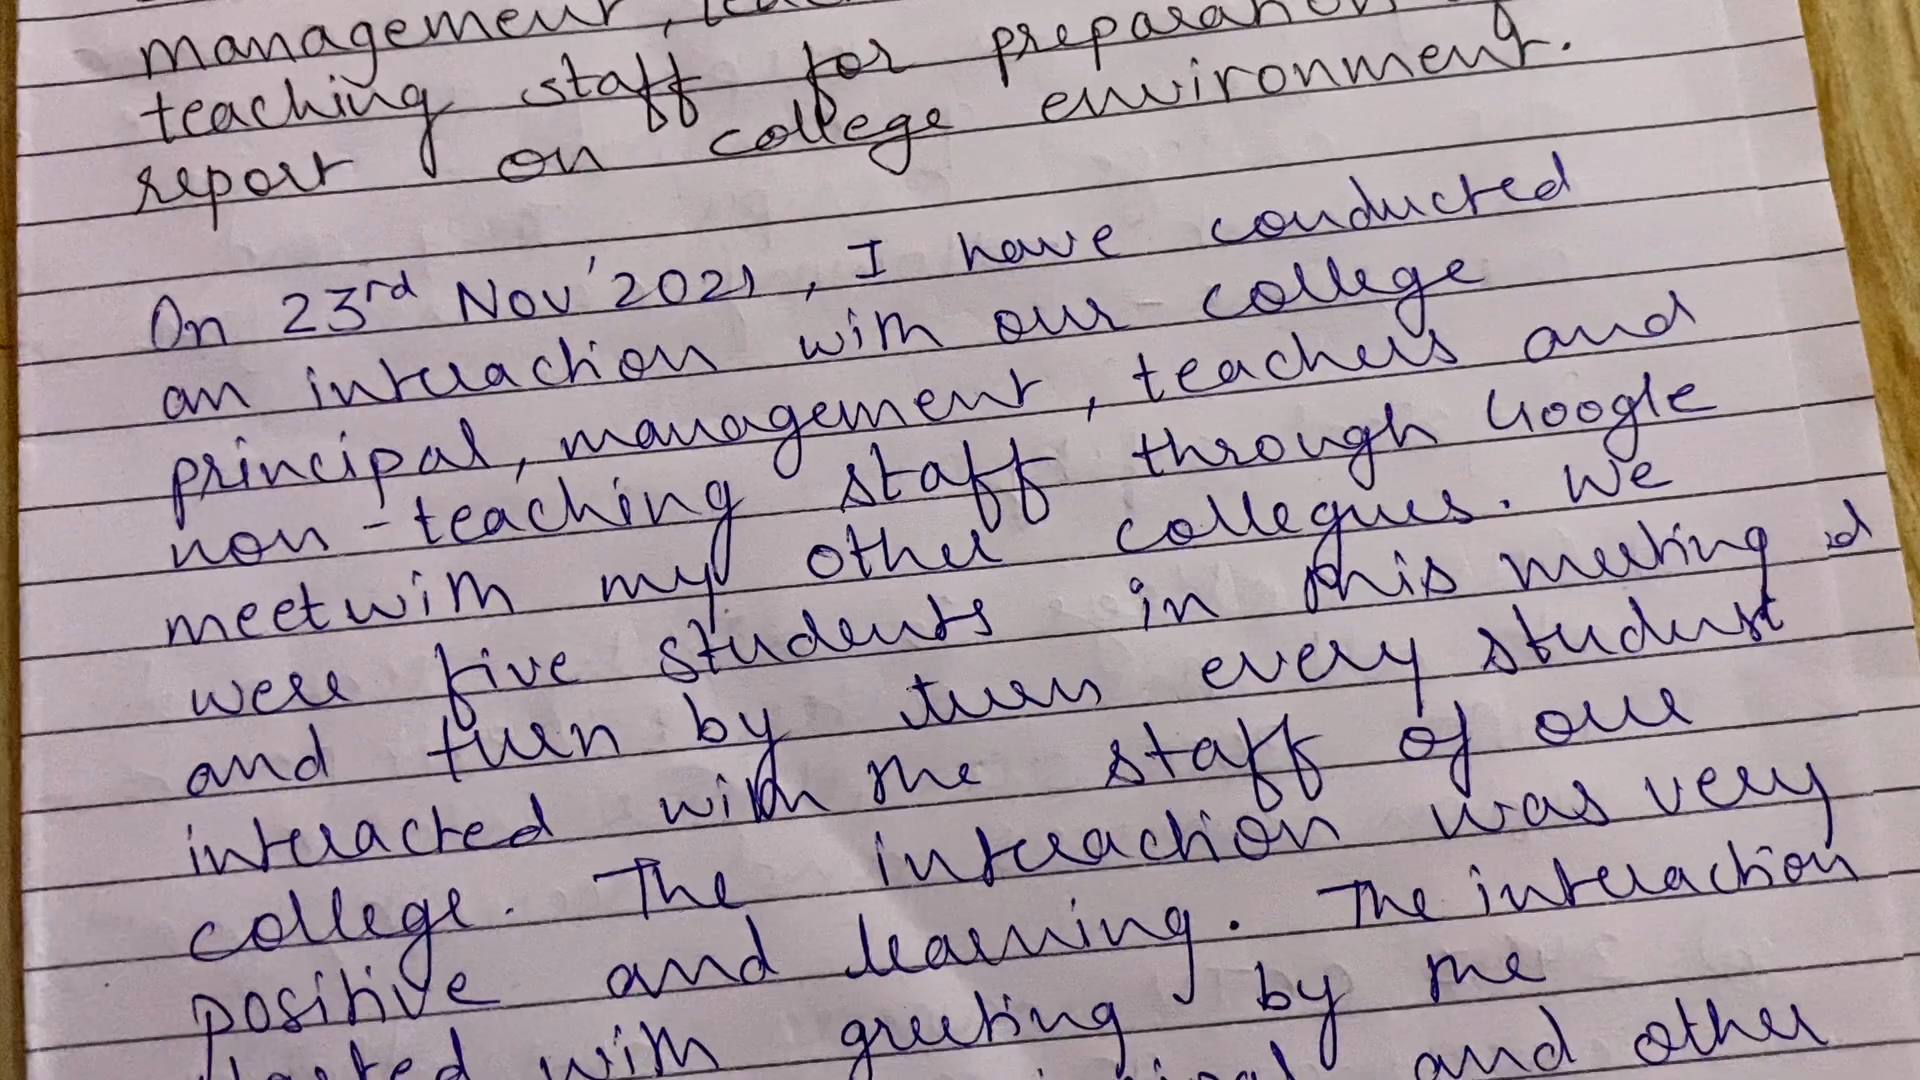 management,
teaching staff for preparation
report on college environment.
On 23rd Nov'2021, I have conducted
an interaction with our college
principal, management, teachers and
non-teaching staff through Google
meet with my other collegues. We
were five students in this meeting
and turn by turn every student
interacted with the staff of our
college. The interaction was very
positive and learning. The interaction
with greeting by the
and other